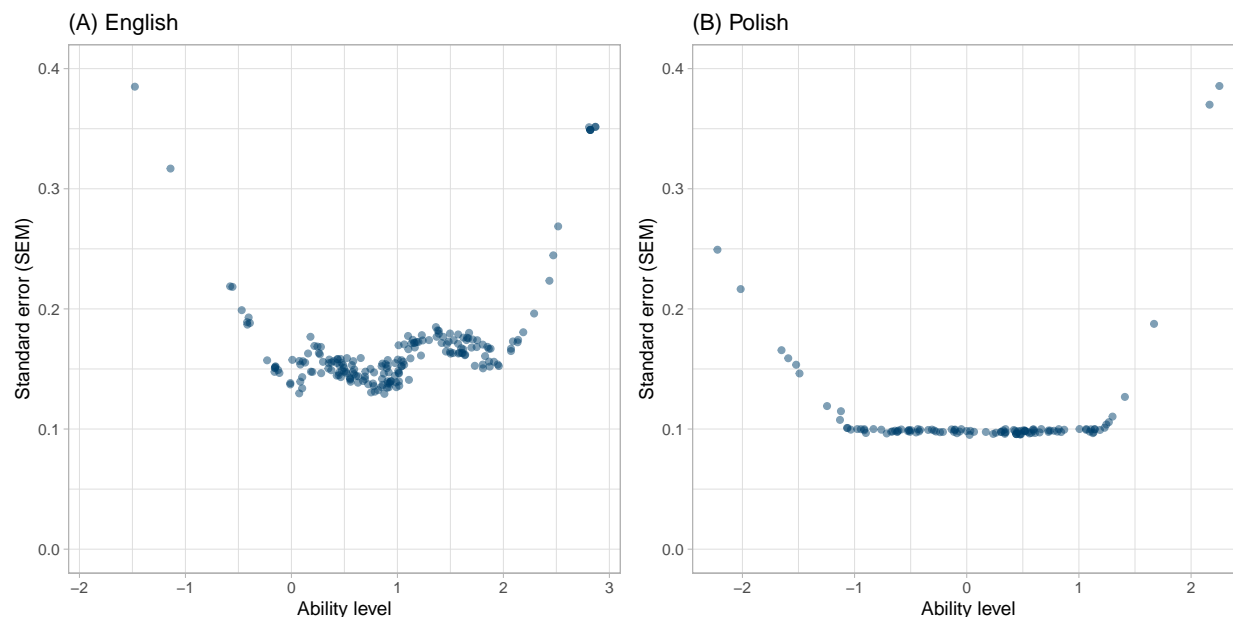 (A) English
0.4
0.3
0.2
0.1
0.0
Standard error (SEM)
−2 −1 0 1 2 3
Ability level
(B) Polish
0.4
0.3
0.2
0.1
0.0
Standard error (SEM)
−2 −1 0 1 2
Ability level